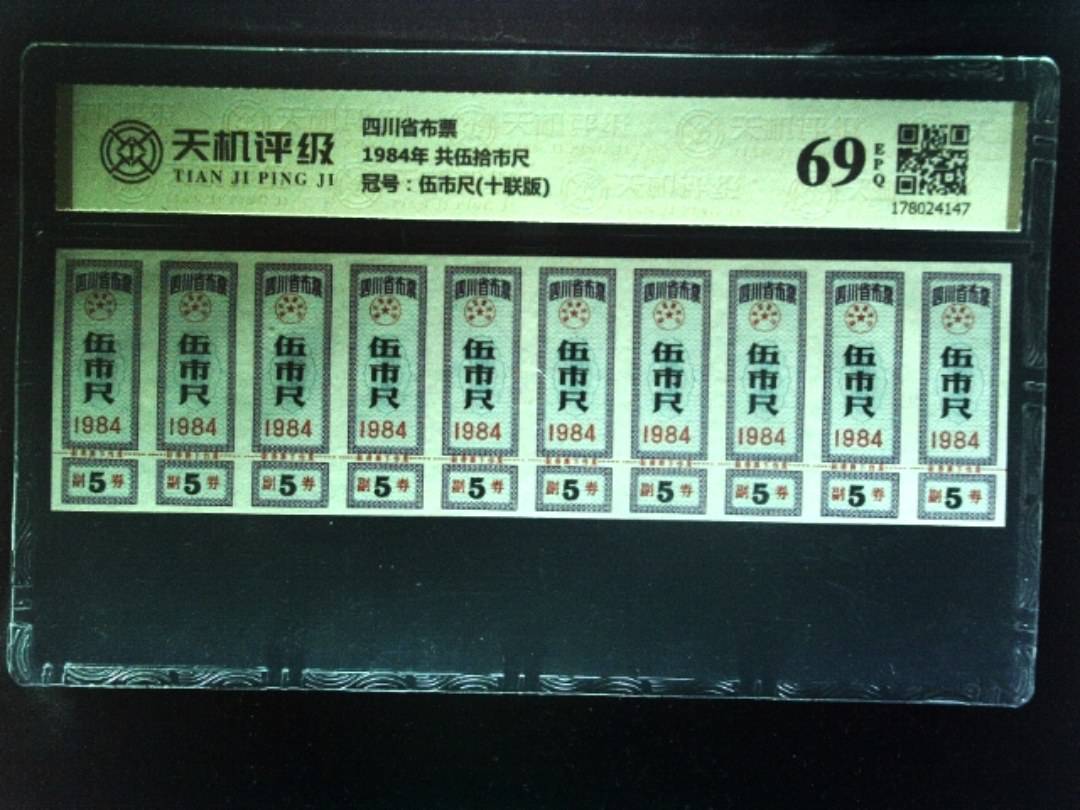 天机评级
TIAN JI PING JI
四川省布票
1984年 共伍拾市尺
冠号：伍市尺(十联版)
69
EPQ
178024147
四川省布票 四川省布票 四川省布票 四川省布票 四川省布票 四川省布票 四川省布票 四川省布票 四川省布票 四川省布票
伍市尺 伍市尺 伍市尺 伍市尺 伍市尺 伍市尺 伍市尺 伍市尺 伍市尺 伍市尺
1984 1984 1984 1984 1984 1984 1984 1984 1984 1984
副5券 副5券 副5券 副5券 副5券 副5券 副5券 副5券 副5券 副5券